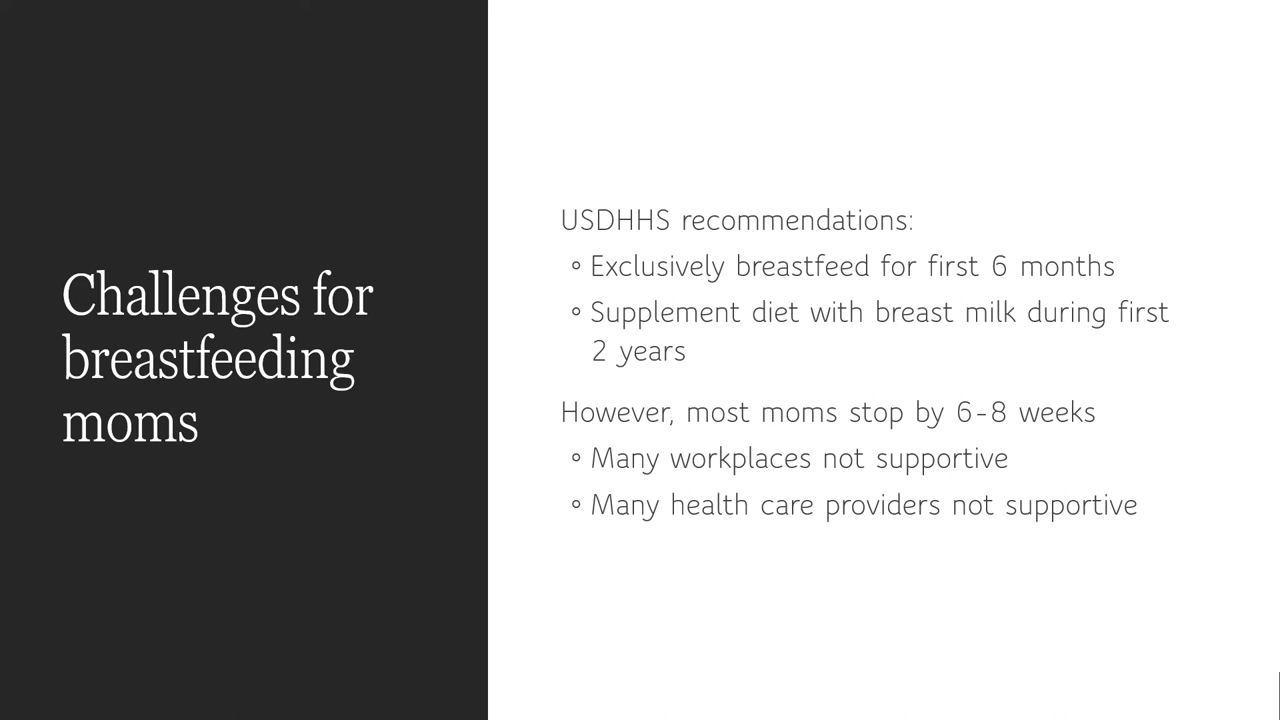 Challenges for
breastfeeding
moms
USDHHS recommendations:
◦ Exclusively breastfeed for first 6 months
◦ Supplement diet with breast milk during first
2 years
However, most moms stop by 6-8 weeks
◦ Many workplaces not supportive
◦ Many health care providers not supportive